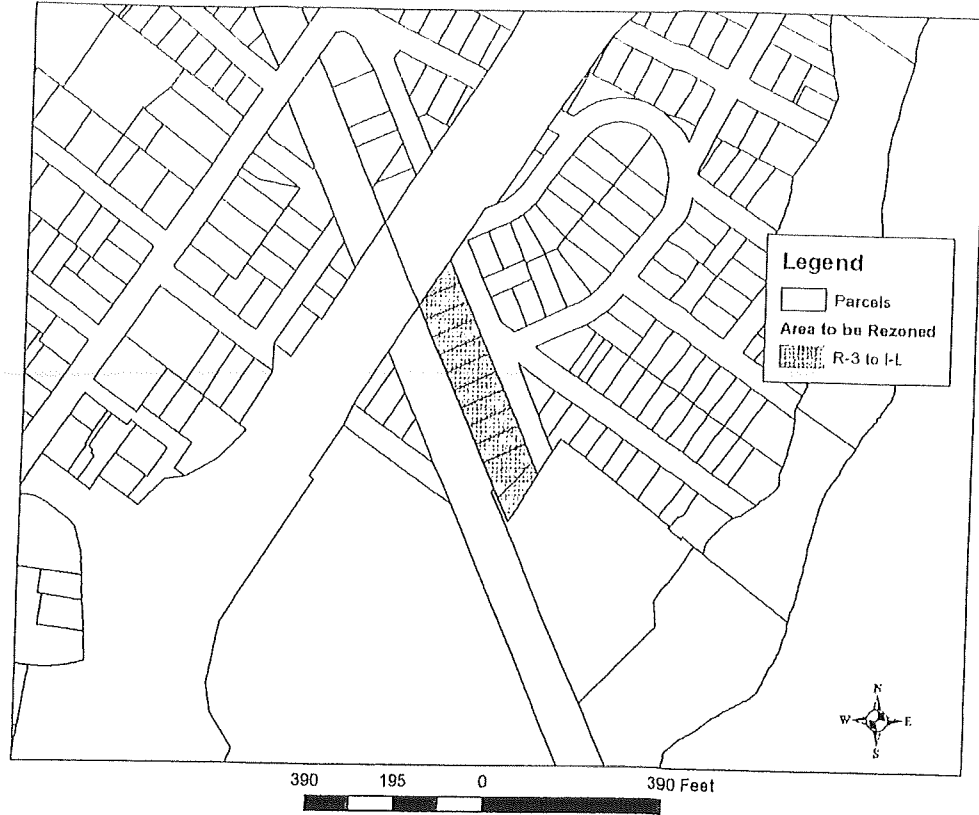 Legend
Parcels
Area to be Rezoned
R-3 to I-L
N
W E
S
390 195 0 390 Feet